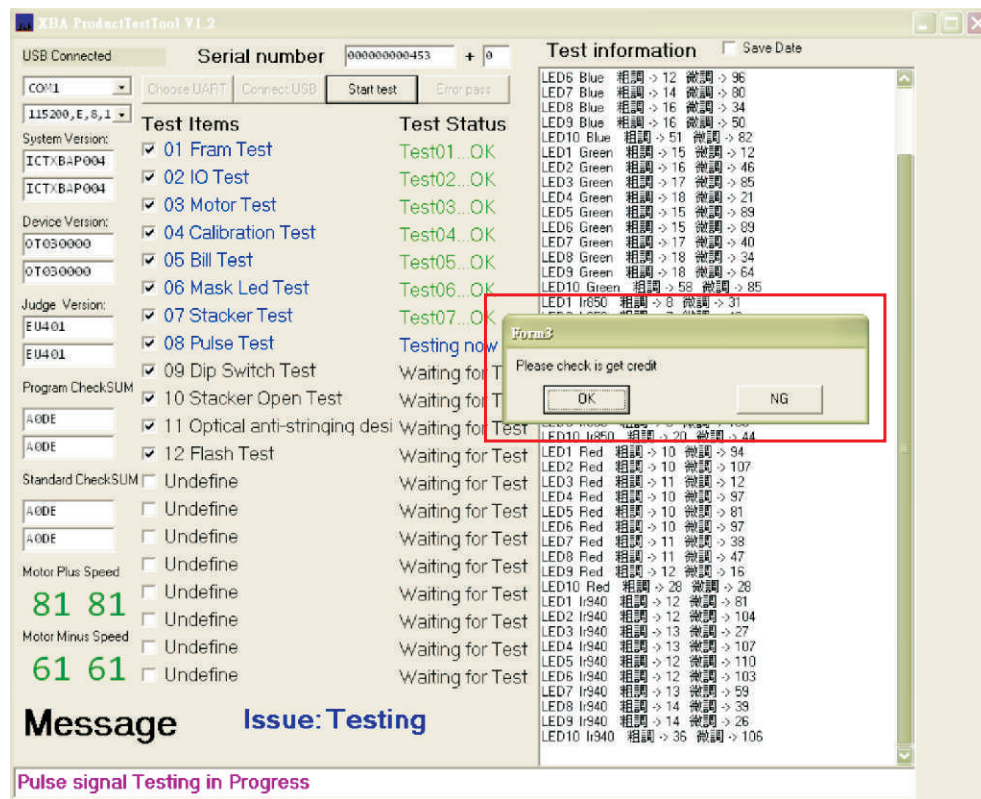 XBA ProductTestTool V1.2
USB Connected
Serial number 000000000453 + 0
Test information Save Date
COM1
Choose UART Connect USB Start test Error pass
115200,E,8,1
System Version:
ICTXBAP004
ICTXBAP004
Device Version:
OT030000
OT030000
Judge Version:
EU401
EU401
Program CheckSUM
A0DE
A0DE
Standard CheckSUM
A0DE
A0DE
Motor Plus Speed
81 81
Motor Minus Speed
61 61
Test Items Test Status
01 Fram Test Test01...OK
02 IO Test Test02...OK
03 Motor Test Test03...OK
04 Calibration Test Test04...OK
05 Bill Test Test05...OK
06 Mask Led Test Test06...OK
07 Stacker Test Test07...OK
08 Pulse Test Testing now
09 Dip Switch Test Waiting for T
10 Stacker Open Test Waiting for T
11 Optical anti-stringing desi Waiting for Test
12 Flash Test Waiting for Test
Undefine Waiting for Test
Undefine Waiting for Test
Undefine Waiting for Test
Undefine Waiting for Test
Undefine Waiting for Test
Undefine Waiting for Test
Undefine Waiting for Test
Undefine Waiting for Test
LED6 Blue 粗調 -> 12 微調 -> 96
LED7 Blue 粗調 -> 14 微調 -> 80
LED8 Blue 粗調 -> 16 微調 -> 34
LED9 Blue 粗調 -> 16 微調 -> 50
LED10 Blue 粗調 -> 51 微調 -> 82
LED1 Green 粗調 -> 15 微調 -> 12
LED2 Green 粗調 -> 16 微調 -> 46
LED3 Green 粗調 -> 17 微調 -> 85
LED4 Green 粗調 -> 18 微調 -> 21
LED5 Green 粗調 -> 15 微調 -> 89
LED6 Green 粗調 -> 15 微調 -> 89
LED7 Green 粗調 -> 17 微調 -> 40
LED8 Green 粗調 -> 18 微調 -> 34
LED9 Green 粗調 -> 18 微調 -> 64
LED10 Green 粗調 -> 58 微調 -> 85
LED1 Ir850 粗調 -> 8 微調 -> 31
Form3
Please check is get credit
OK NG
LED10 Ir850 粗調 -> 20 微調 -> 44
LED1 Red 粗調 -> 10 微調 -> 94
LED2 Red 粗調 -> 10 微調 -> 107
LED3 Red 粗調 -> 11 微調 -> 12
LED4 Red 粗調 -> 10 微調 -> 97
LED5 Red 粗調 -> 10 微調 -> 81
LED6 Red 粗調 -> 10 微調 -> 97
LED7 Red 粗調 -> 11 微調 -> 38
LED8 Red 粗調 -> 11 微調 -> 47
LED9 Red 粗調 -> 12 微調 -> 16
LED10 Red 粗調 -> 28 微調 -> 28
LED1 Ir940 粗調 -> 12 微調 -> 81
LED2 Ir940 粗調 -> 12 微調 -> 104
LED3 Ir940 粗調 -> 13 微調 -> 27
LED4 Ir940 粗調 -> 13 微調 -> 107
LED5 Ir940 粗調 -> 12 微調 -> 110
LED6 Ir940 粗調 -> 12 微調 -> 103
LED7 Ir940 粗調 -> 13 微調 -> 59
LED8 Ir940 粗調 -> 14 微調 -> 39
LED9 Ir940 粗調 -> 14 微調 -> 26
LED10 Ir940 粗調 -> 36 微調 -> 106
Message Issue:Testing
Pulse signal Testing in Progress